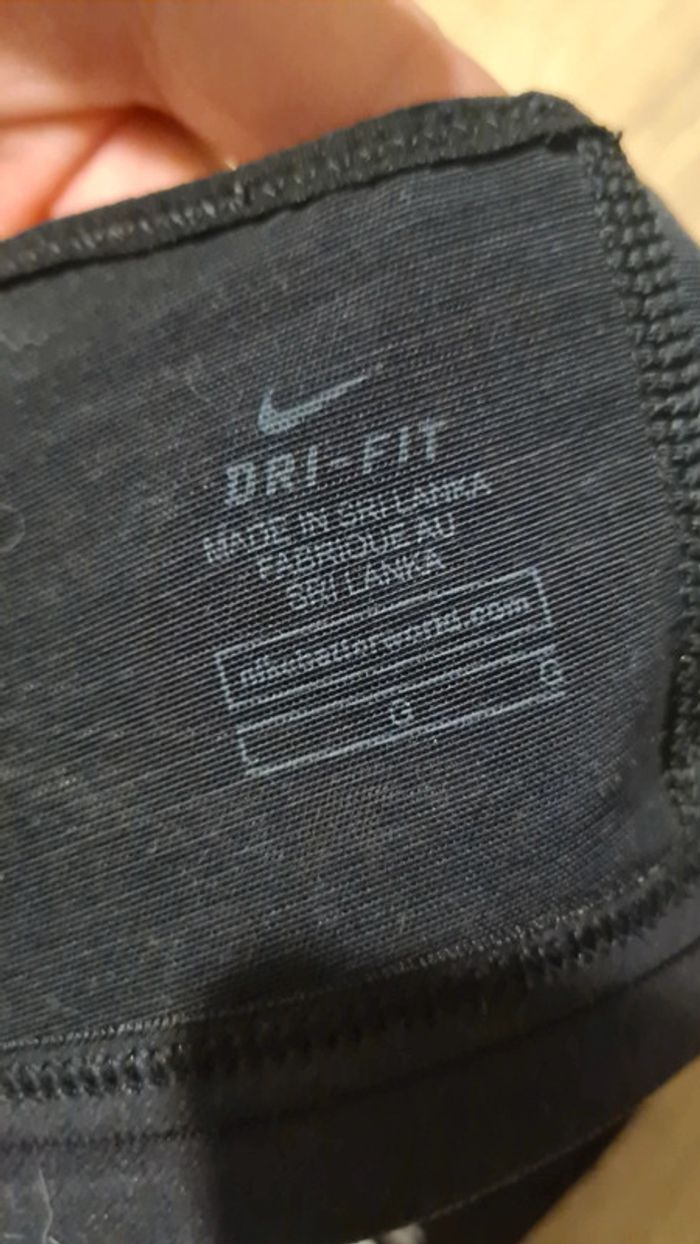 DRI-FIT
MADE IN SRI LANKA
FABRIQUE AU
SRI LANKA
nikebetterworld.com
G
G